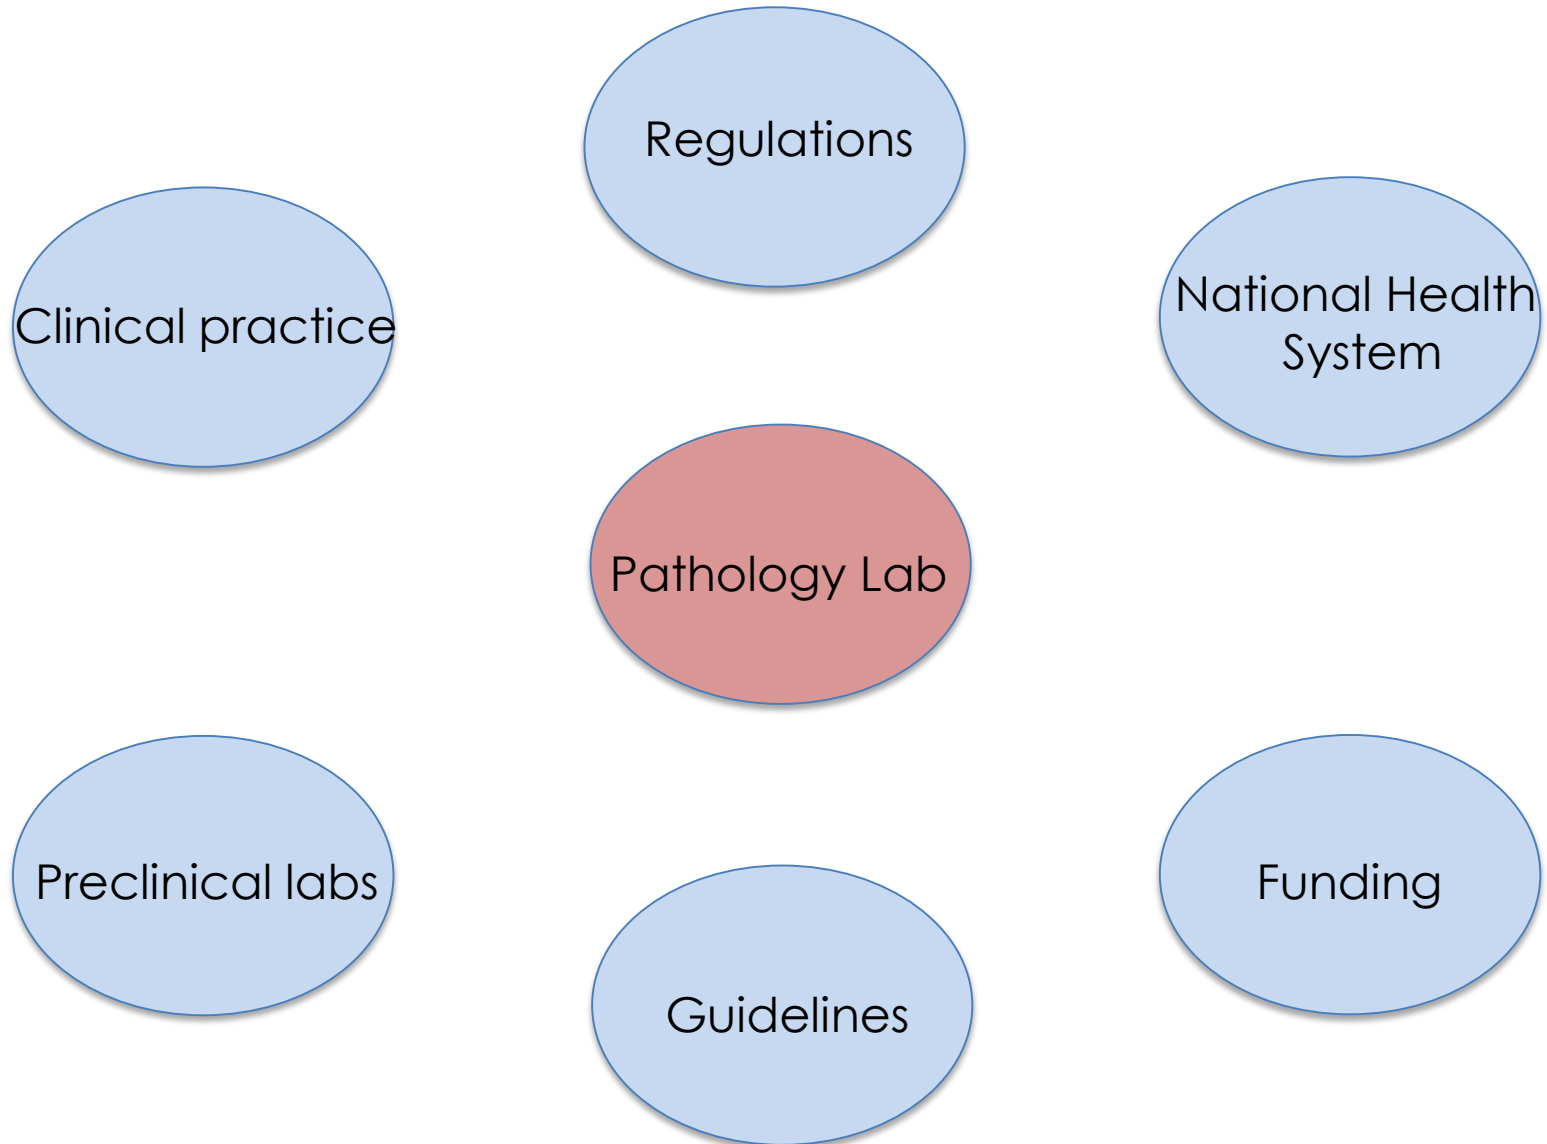 Regulations
Clinical practice
National Health
System
Pathology Lab
Preclinical labs
Funding
Guidelines